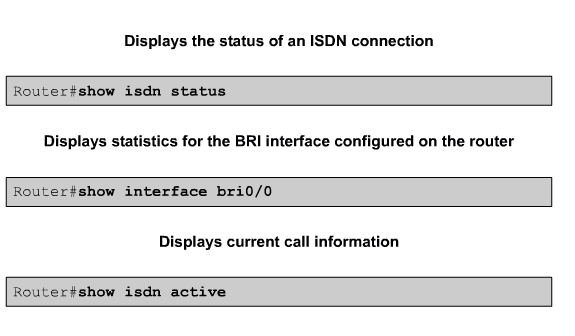 Displays the status of an ISDN connection
Router#show isdn status
Displays statistics for the BRI interface configured on the router
Router#show interface bri0/0
Displays current call information
Router#show isdn active